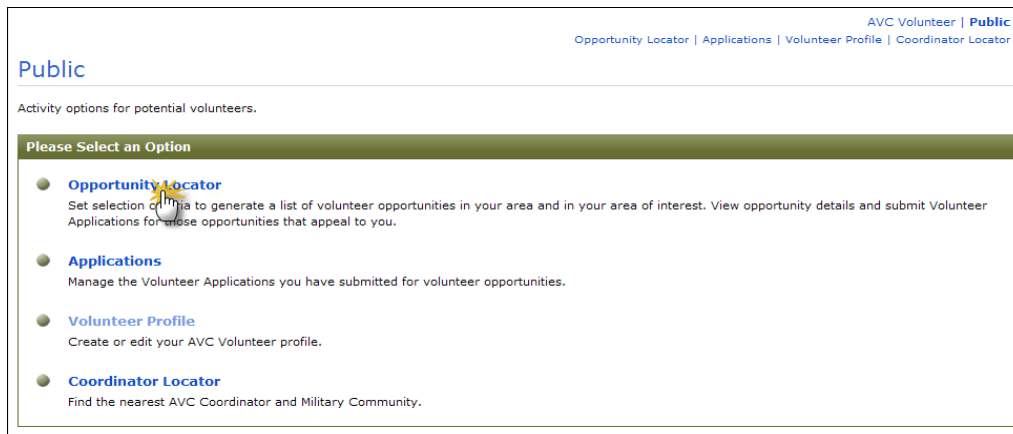 AVC Volunteer | Public
Opportunity Locator | Applications | Volunteer Profile | Coordinator Locator
Public
Activity options for potential volunteers.
Please Select an Option
Opportunity Locator
Set selection criteria to generate a list of volunteer opportunities in your area and in your area of interest. View opportunity details and submit Volunteer
Applications for those opportunities that appeal to you.
Applications
Manage the Volunteer Applications you have submitted for volunteer opportunities.
Volunteer Profile
Create or edit your AVC Volunteer profile.
Coordinator Locator
Find the nearest AVC Coordinator and Military Community.